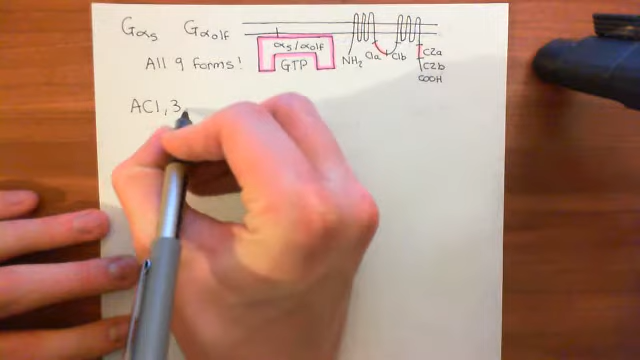 Gαs Gαolf
αs/αolf
GTP
All 9 forms!
NH₂ C1a C1b C2a
C2b
COOH
AC1, 3,